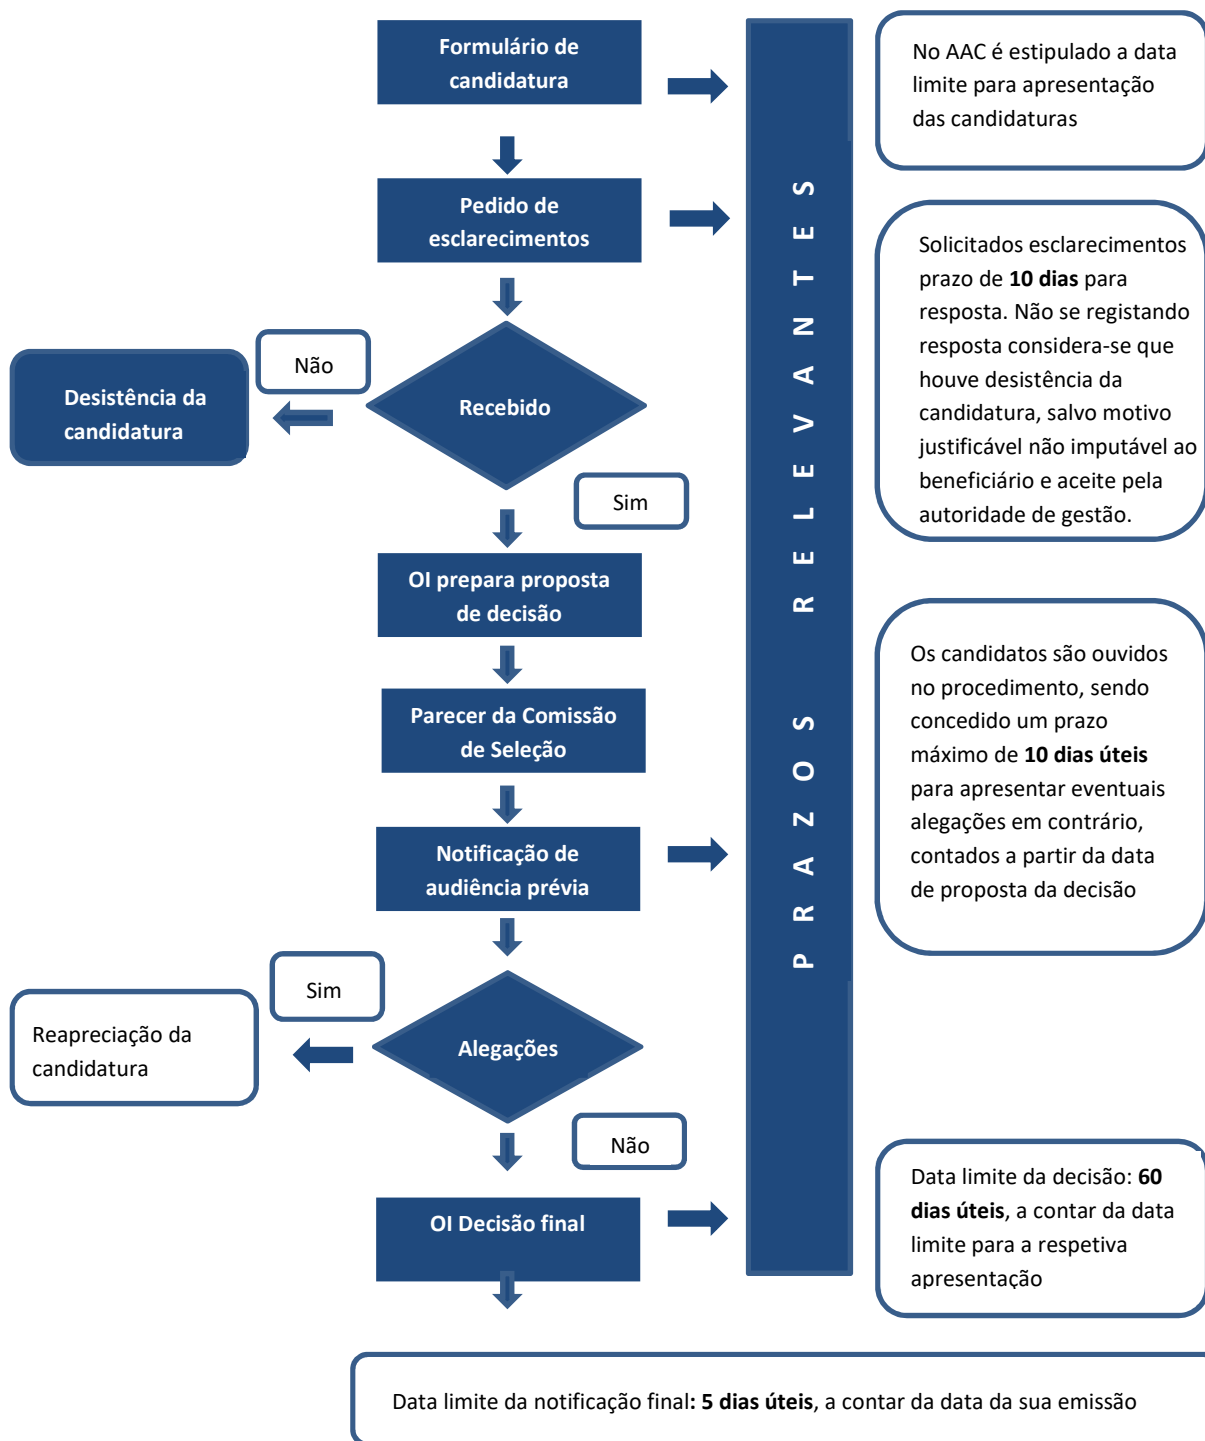 Formulário de
candidatura
No AAC é estipulado a data
limite para apresentação
das candidaturas
Pedido de
esclarecimentos
Solicitados esclarecimentos
prazo de 10 dias para
resposta. Não se registando
resposta considera-se que
houve desistência da
candidatura, salvo motivo
justificável não imputável ao
beneficiário e aceite pela
autoridade de gestão.
Não
Desistência da
candidatura
Recebido
Sim
PRAZOS RELEVANTES
OI prepara proposta
de decisão
Parecer da Comissão
de Seleção
Os candidatos são ouvidos
no procedimento, sendo
concedido um prazo
máximo de 10 dias úteis
para apresentar eventuais
alegações em contrário,
contados a partir da data
de proposta da decisão
Notificação de
audiência prévia
Sim
Reapreciação da
candidatura
Alegações
Não
OI Decisão final
Data limite da decisão: 60
dias úteis, a contar da data
limite para a respetiva
apresentação
Data limite da notificação final: 5 dias úteis, a contar da data da sua emissão